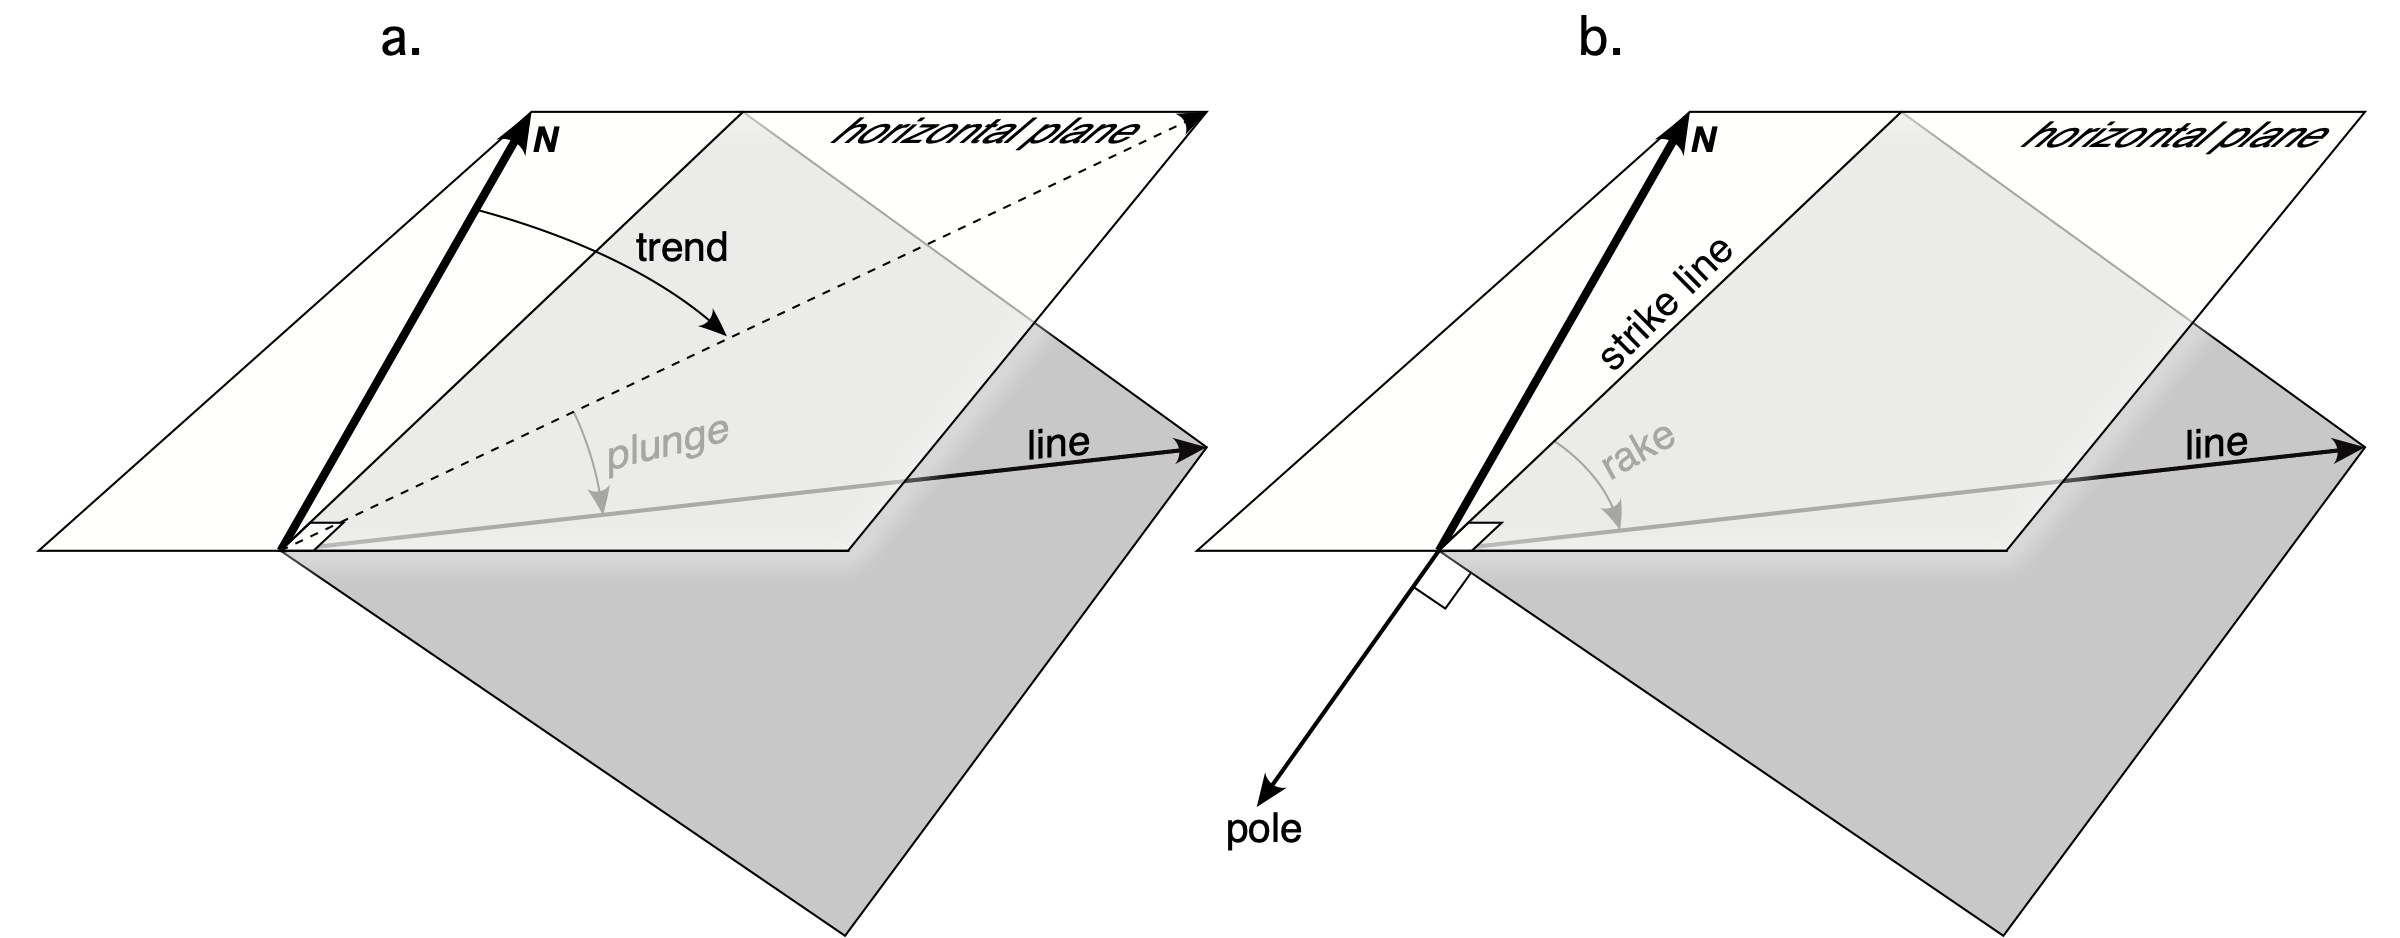 a.
N
horizontal plane
trend
plunge
line
b.
N
horizontal plane
strike line
rake
line
pole